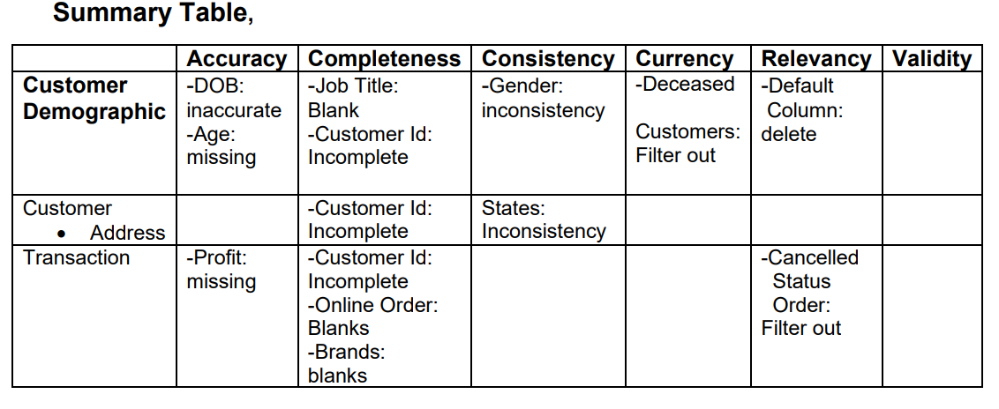 Summary Table,
Accuracy Completeness Consistency Currency Relevancy Validity
Customer
Demographic
-DOB:
inaccurate
-Age:
missing
-Job Title:
Blank
-Customer Id:
Incomplete
-Gender:
inconsistency
-Deceased
Customers:
Filter out
-Default
Column:
delete
Customer
• Address
-Customer Id:
Incomplete
States:
Inconsistency
Transaction
-Profit:
missing
-Customer Id:
Incomplete
-Online Order:
Blanks
-Brands:
blanks
-Cancelled
Status
Order:
Filter out